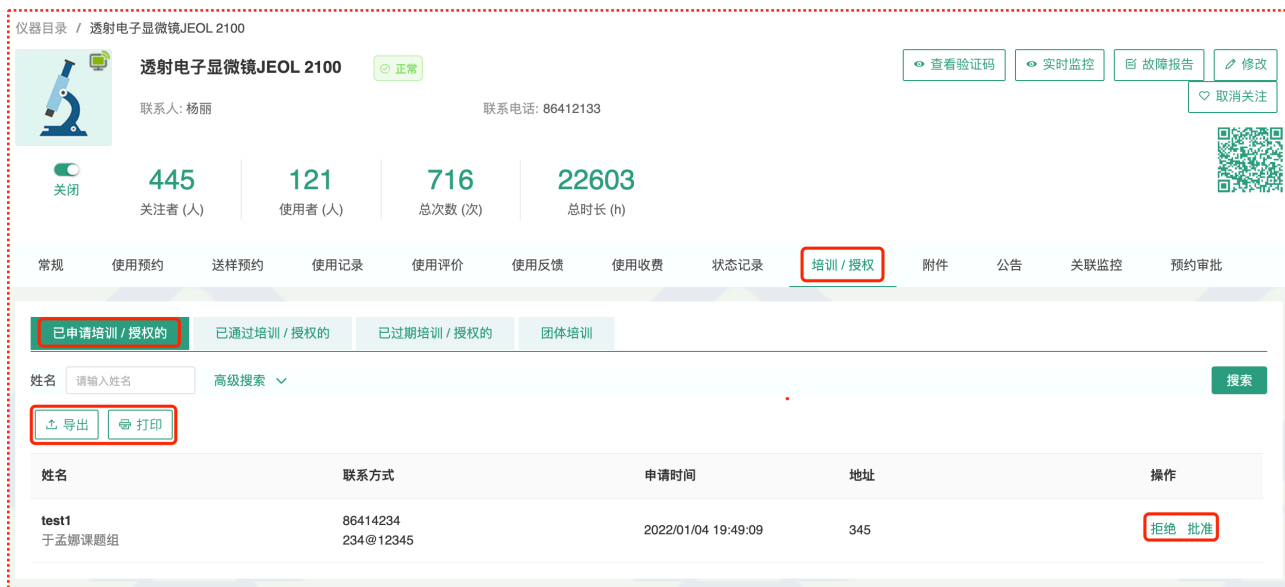 仪器目录 / 透射电子显微镜JEOL 2100
透射电子显微镜JEOL 2100 正常
查看验证码 实时监控 故障报告 修改
取消关注
联系人: 杨丽 联系电话: 86412133
关闭
445 121 716 22603
关注者 (人) 使用者 (人) 总次数 (次) 总时长 (h)
常规 使用预约 送样预约 使用记录 使用评价 使用反馈 使用收费 状态记录 培训 / 授权 附件 公告 关联监控 预约审批
已申请培训 / 授权的 已通过培训 / 授权的 已过期培训 / 授权的 团体培训
姓名 请输入姓名 高级搜索 搜索
导出 打印
姓名 联系方式 申请时间 地址 操作
test1 86414234
于孟娜课题组 234@12345 2022/01/04 19:49:09 345 拒绝 批准